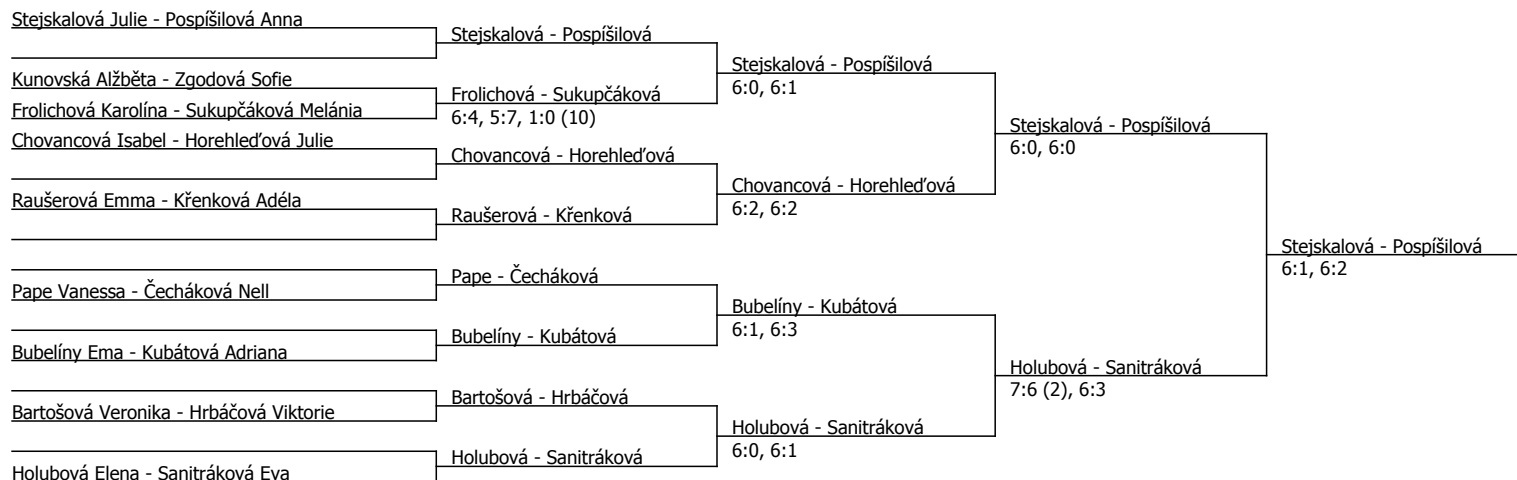 Stejskalová Julie - Pospíšilová Anna
Kunovská Alžběta - Zgodová Sofie
Frolichová Karolína - Sukupčáková Melánia
Chovancová Isabel - Horehleďová Julie
Raušerová Emma - Křenková Adéla
Pape Vanessa - Čecháková Nell
Bubelíny Ema - Kubátová Adriana
Bartošová Veronika - Hrbáčová Viktorie
Holubová Elena - Sanitráková Eva
Stejskalová - Pospíšilová
Frolichová - Sukupčáková
6:4, 5:7, 1:0 (10)
Chovancová - Horehleďová
Raušerová - Křenková
Pape - Čecháková
Bubelíny - Kubátová
Bartošová - Hrbáčová
Holubová - Sanitráková
Stejskalová - Pospíšilová
6:0, 6:1
Chovancová - Horehleďová
6:2, 6:2
Bubelíny - Kubátová
6:1, 6:3
Holubová - Sanitráková
6:0, 6:1
Stejskalová - Pospíšilová
6:0, 6:0
Holubová - Sanitráková
7:6 (2), 6:3
Stejskalová - Pospíšilová
6:1, 6:2